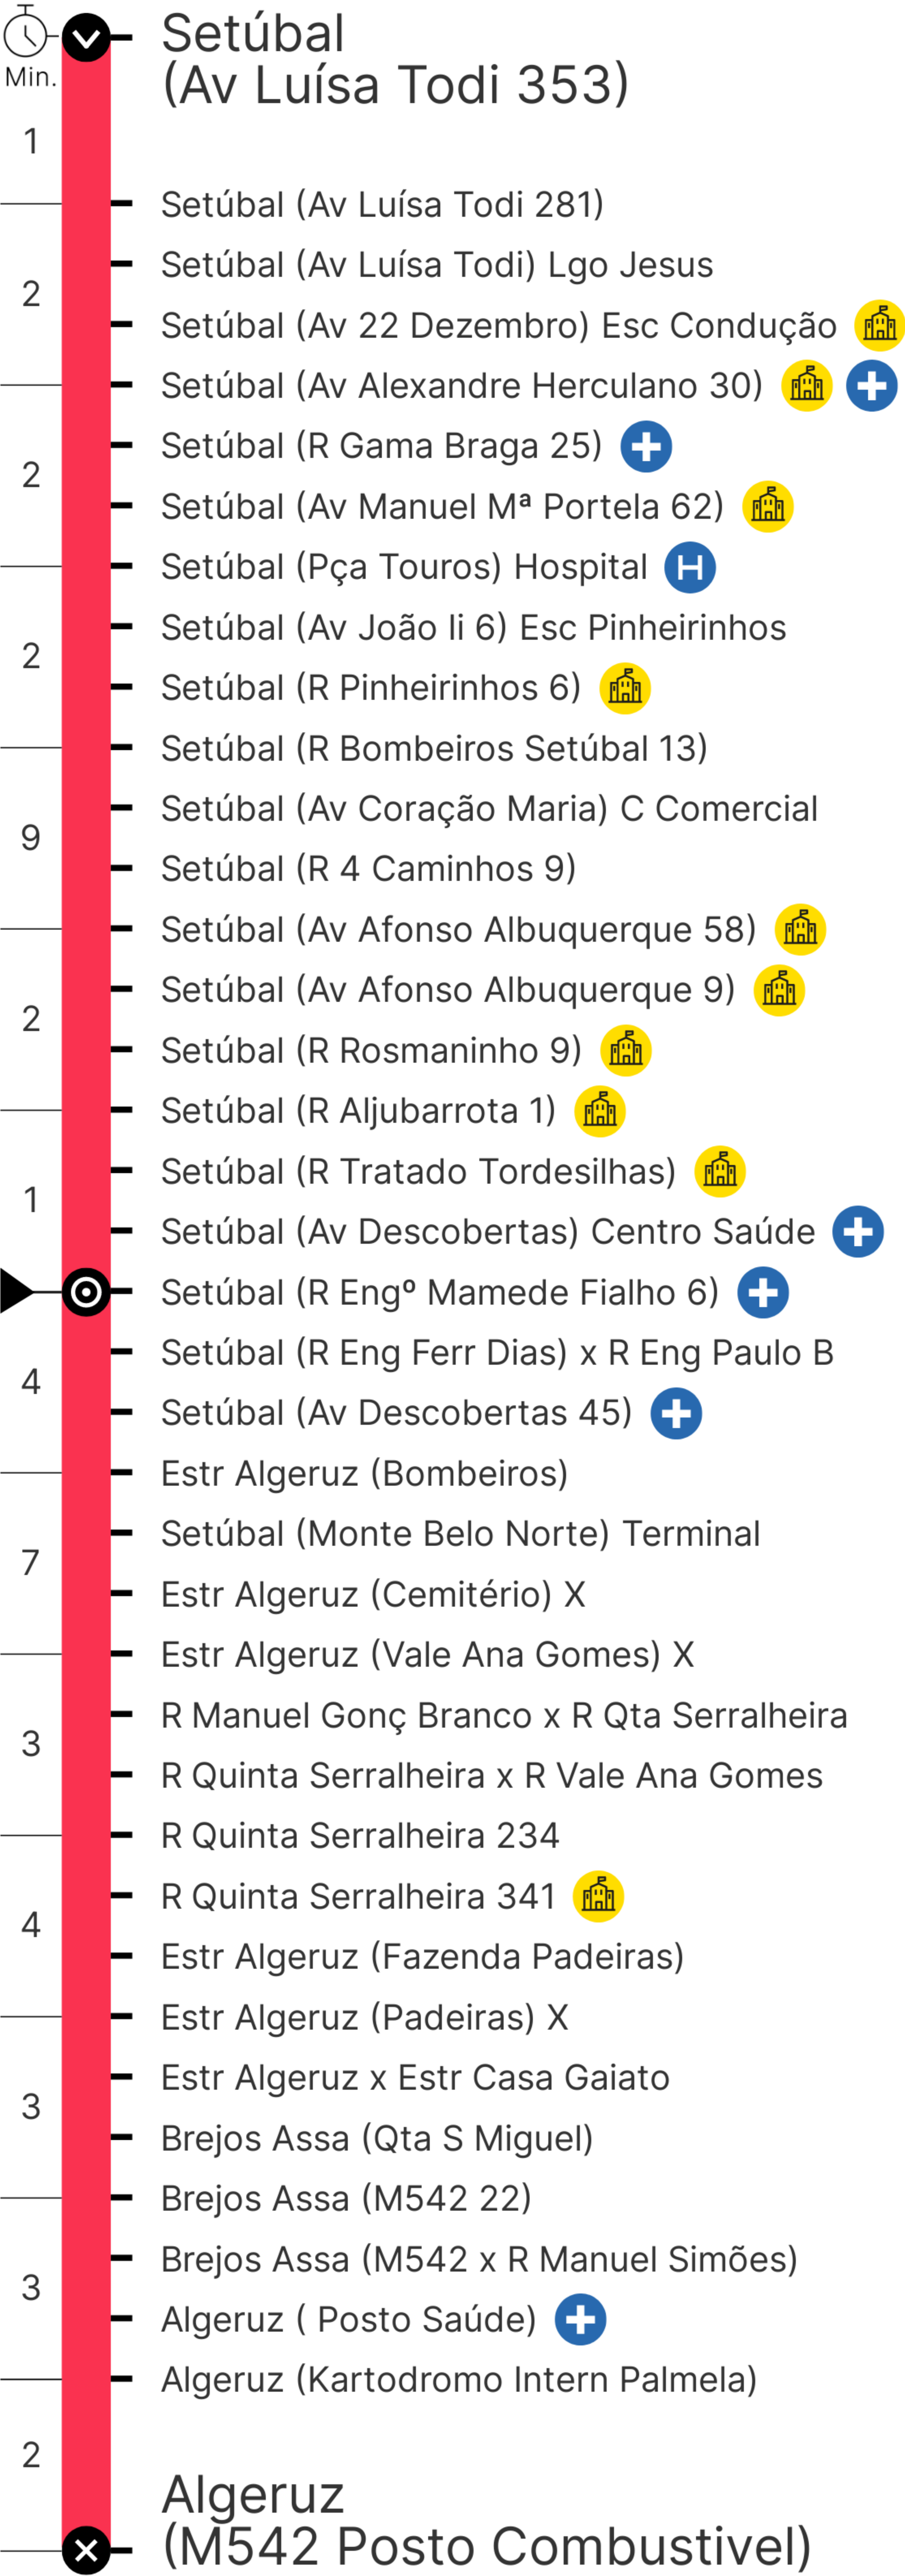 Min.
Setúbal
(Av Luísa Todi 353)
1
Setúbal (Av Luísa Todi 281)
Setúbal (Av Luísa Todi) Lgo Jesus
2
Setúbal (Av 22 Dezembro) Esc Condução
Setúbal (Av Alexandre Herculano 30)
Setúbal (R Gama Braga 25)
2
Setúbal (Av Manuel Mª Portela 62)
Setúbal (Pça Touros) Hospital H
Setúbal (Av João Ii 6) Esc Pinheirinhos
2
Setúbal (R Pinheirinhos 6)
Setúbal (R Bombeiros Setúbal 13)
Setúbal (Av Coração Maria) C Comercial
9
Setúbal (R 4 Caminhos 9)
Setúbal (Av Afonso Albuquerque 58)
Setúbal (Av Afonso Albuquerque 9)
2
Setúbal (R Rosmaninho 9)
Setúbal (R Aljubarrota 1)
Setúbal (R Tratado Tordesilhas)
1
Setúbal (Av Descobertas) Centro Saúde
Setúbal (R Engº Mamede Fialho 6)
Setúbal (R Eng Ferr Dias) x R Eng Paulo B
4
Setúbal (Av Descobertas 45)
Estr Algeruz (Bombeiros)
Setúbal (Monte Belo Norte) Terminal
7
Estr Algeruz (Cemitério) X
Estr Algeruz (Vale Ana Gomes) X
R Manuel Gonç Branco x R Qta Serralheira
3
R Quinta Serralheira x R Vale Ana Gomes
R Quinta Serralheira 234
R Quinta Serralheira 341
4
Estr Algeruz (Fazenda Padeiras)
Estr Algeruz (Padeiras) X
Estr Algeruz x Estr Casa Gaiato
3
Brejos Assa (Qta S Miguel)
Brejos Assa (M542 22)
Brejos Assa (M542 x R Manuel Simões)
3
Algeruz ( Posto Saúde)
Algeruz (Kartodromo Intern Palmela)
2
Algeruz
(M542 Posto Combustivel)